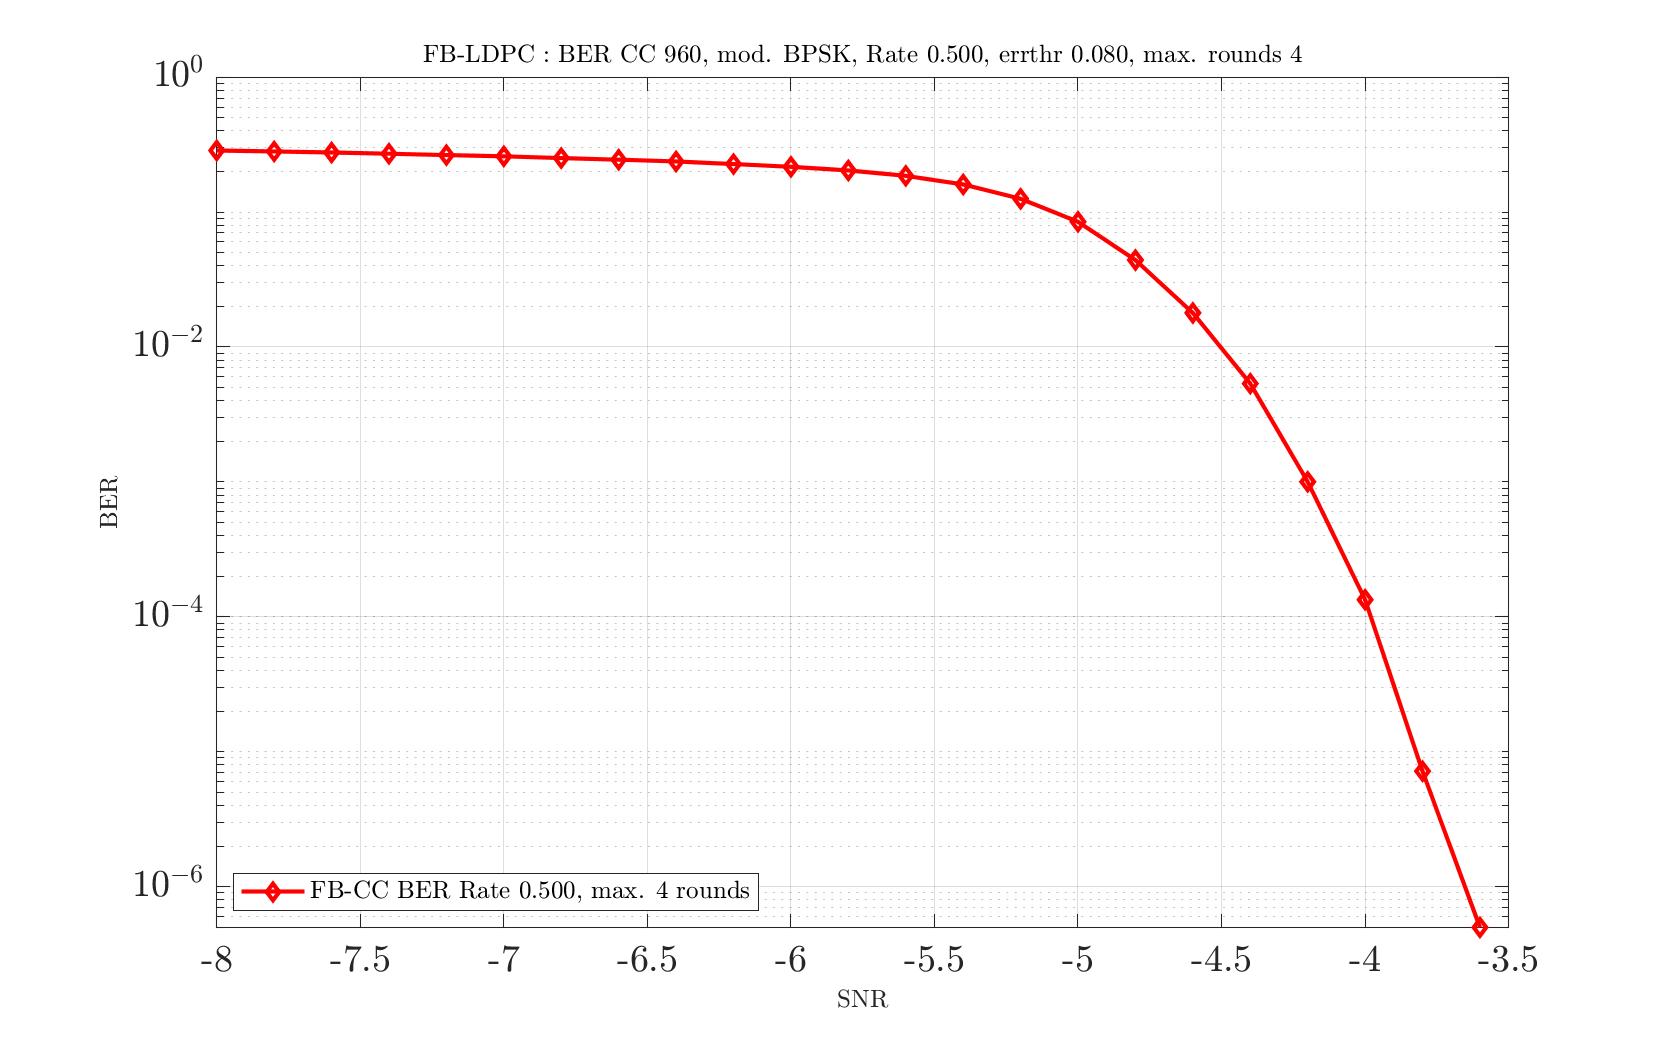 FB-LDPC : BER CC 960, mod. BPSK, Rate 0.500, errthr 0.080, max. rounds 4
10^0
10^-2
10^-4
10^-6
BER
FB-CC BER Rate 0.500, max. 4 rounds
-8 -7.5 -7 -6.5 -6 -5.5 -5 -4.5 -4 -3.5
SNR